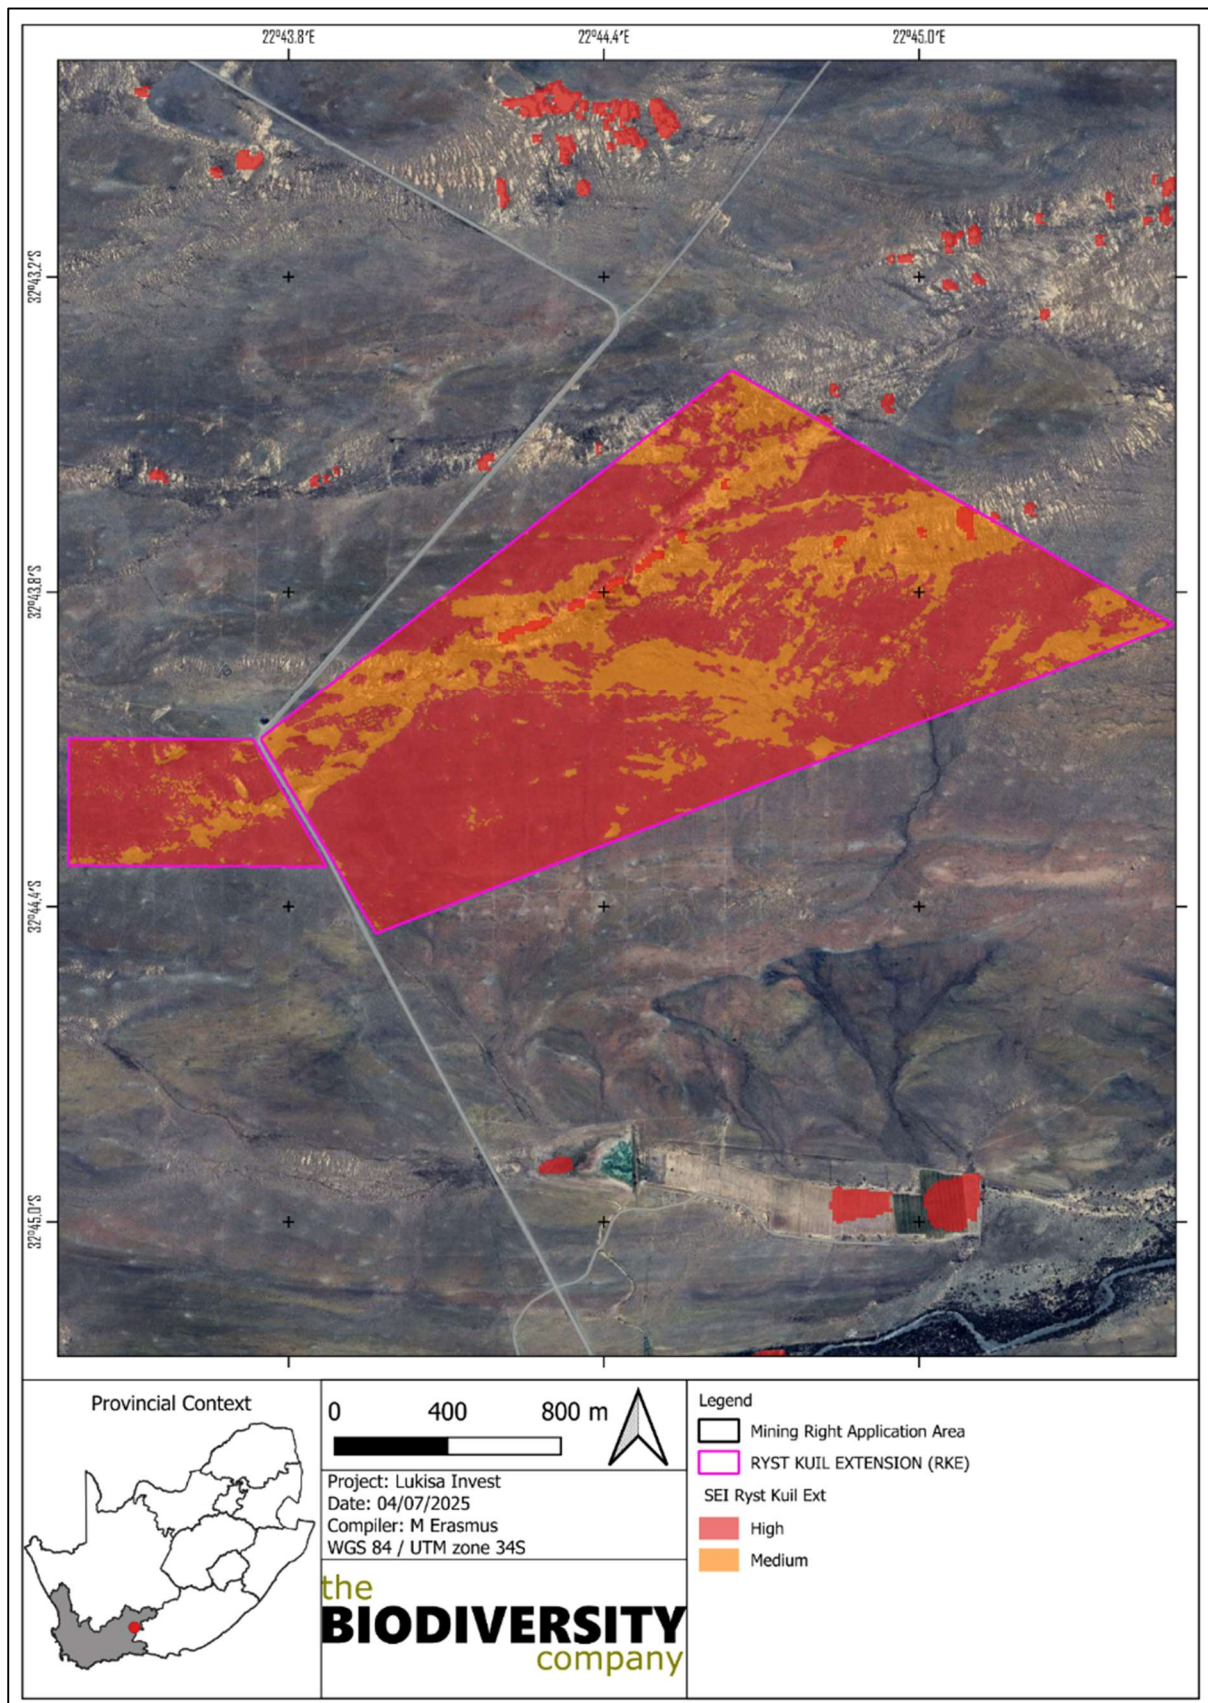 22°43.8'E 22°44.4'E 22°45.0'E
32°43.2'S
32°43.8'S
32°44.4'S
32°45.0'S
Provincial Context
0 400 800 m
Project: Lukisa Invest
Date: 04/07/2025
Compiler: M Erasmus
WGS 84 / UTM zone 34S
the
BIODIVERSITY
company
Legend
Mining Right Application Area
RYST KUIL EXTENSION (RKE)
SEI Ryst Kuil Ext
High
Medium